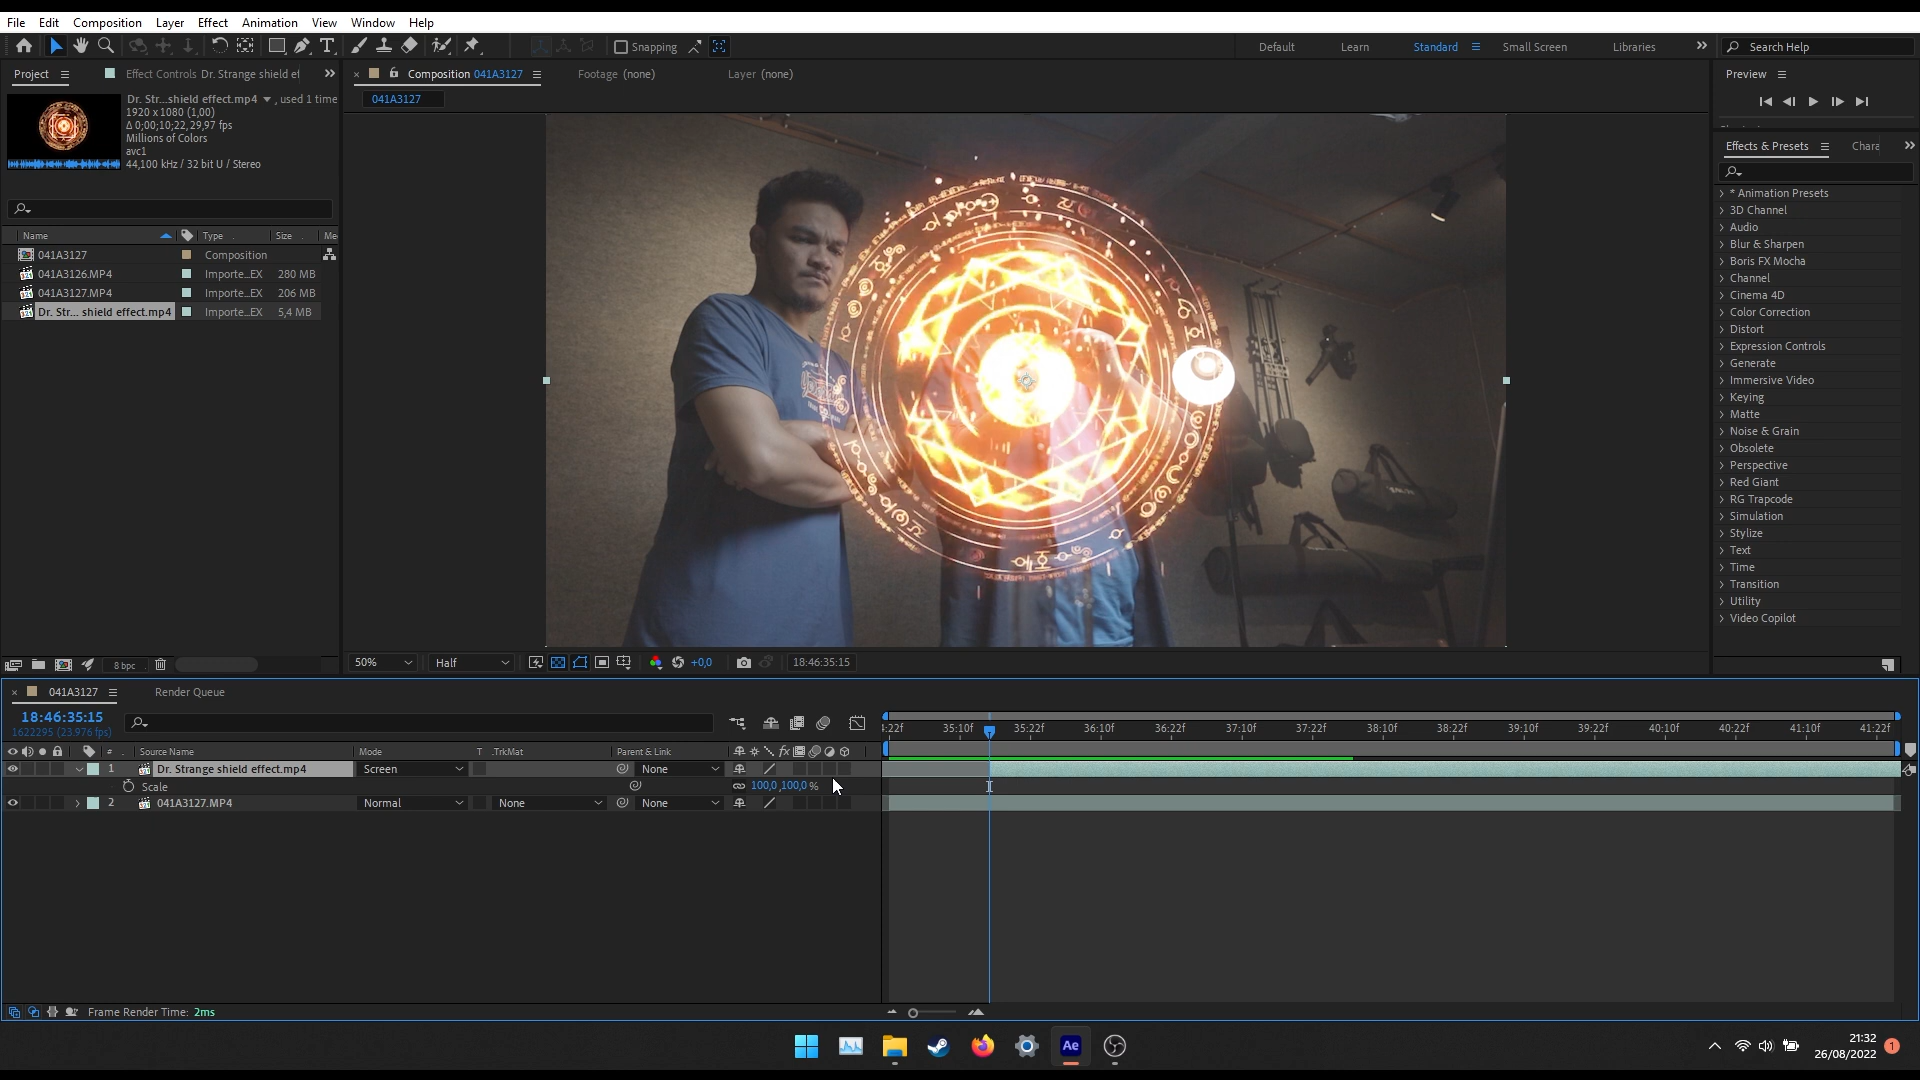 File Edit Composition Layer Effect Animation View Window Help
Snapping
Default Learn Standard Small Screen Libraries
Search Help
Project
Effect Controls Dr. Strange shield ef
Dr. Str...shield effect.mp4 , used 1 time
1920 x 1080 (1,00)
Δ 0;00;10;22, 29,97 fps
Millions of Colors
avc1
44,100 kHz / 32 bit U / Stereo
Name Type Size Me
041A3127 Composition
041A3126.MP4 Importe...EX 280 MB
041A3127.MP4 Importe...EX 206 MB
Dr. Str... shield effect.mp4 Importe...EX 5,4 MB
8 bpc
Composition 041A3127
Footage (none)
Layer (none)
041A3127
50% Half +0,0 18:46:35:15
Preview
Effects & Presets Chara
* Animation Presets
3D Channel
Audio
Blur & Sharpen
Boris FX Mocha
Channel
Cinema 4D
Color Correction
Distort
Expression Controls
Generate
Immersive Video
Keying
Matte
Noise & Grain
Obsolete
Perspective
Red Giant
RG Trapcode
Simulation
Stylize
Text
Time
Transition
Utility
Video Copilot
041A3127 Render Queue
18:46:35:15
1622295 (23.976 fps)
4:22f 35:10f 35:22f 36:10f 36:22f 37:10f 37:22f 38:10f 38:22f 39:10f 39:22f 40:10f 40:22f 41:10f 41:22f
# Source Name Mode T .TrkMat Parent & Link fx
1 Dr. Strange shield effect.mp4 Screen None
Scale 100,0,100,0 %
2 041A3127.MP4 Normal None None
Frame Render Time: 2ms
Ae
21:32
26/08/2022
1